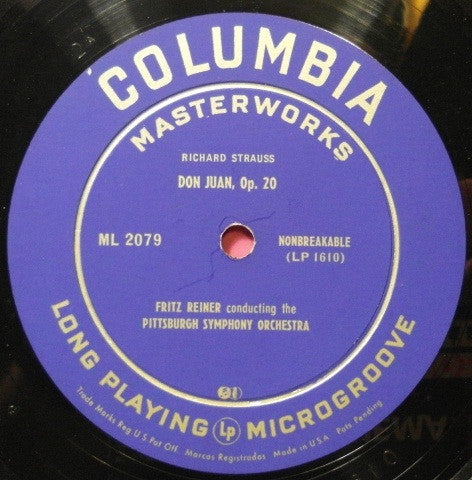 COLUMBIA
MASTERWORKS
RICHARD STRAUSS
DON JUAN, Op. 20
ML 2079
NONBREAKABLE
(LP 1610)
FRITZ REINER conducting the
PITTSBURGH SYMPHONY ORCHESTRA
LONG PLAYING Lp MICROGROOVE
Trade Marks Reg. U.S. Pat. Off. Marcas Registradas Made in U.S.A. Pats. Pending